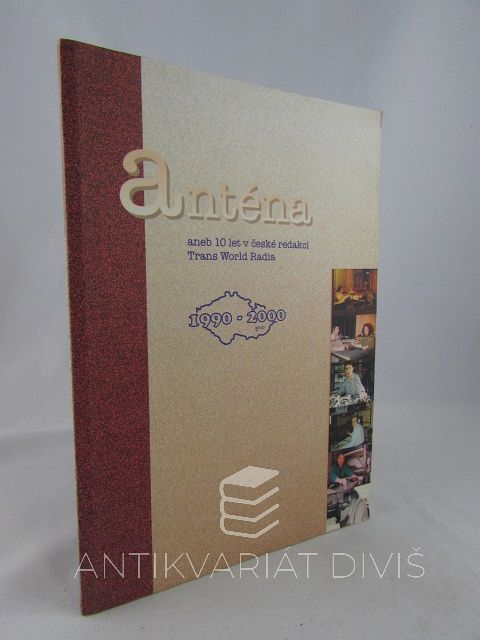 anténa
aneb 10 let v české redakci
Trans World Radia
1990 - 2000
ANTIKVARIÁT DIVIŠ